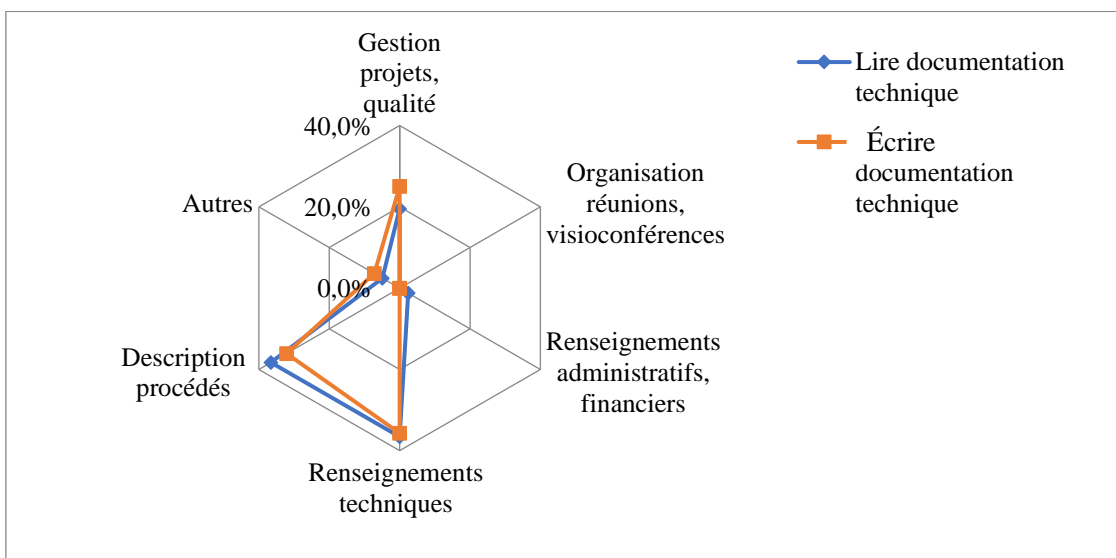 Gestion
projets,
qualité
40,0%
20,0%
0,0%
Organisation
réunions,
visioconférences
Renseignements
administratifs,
financiers
Renseignements
techniques
Description
procédés
Autres
Lire documentation
technique
Écrire
documentation
technique